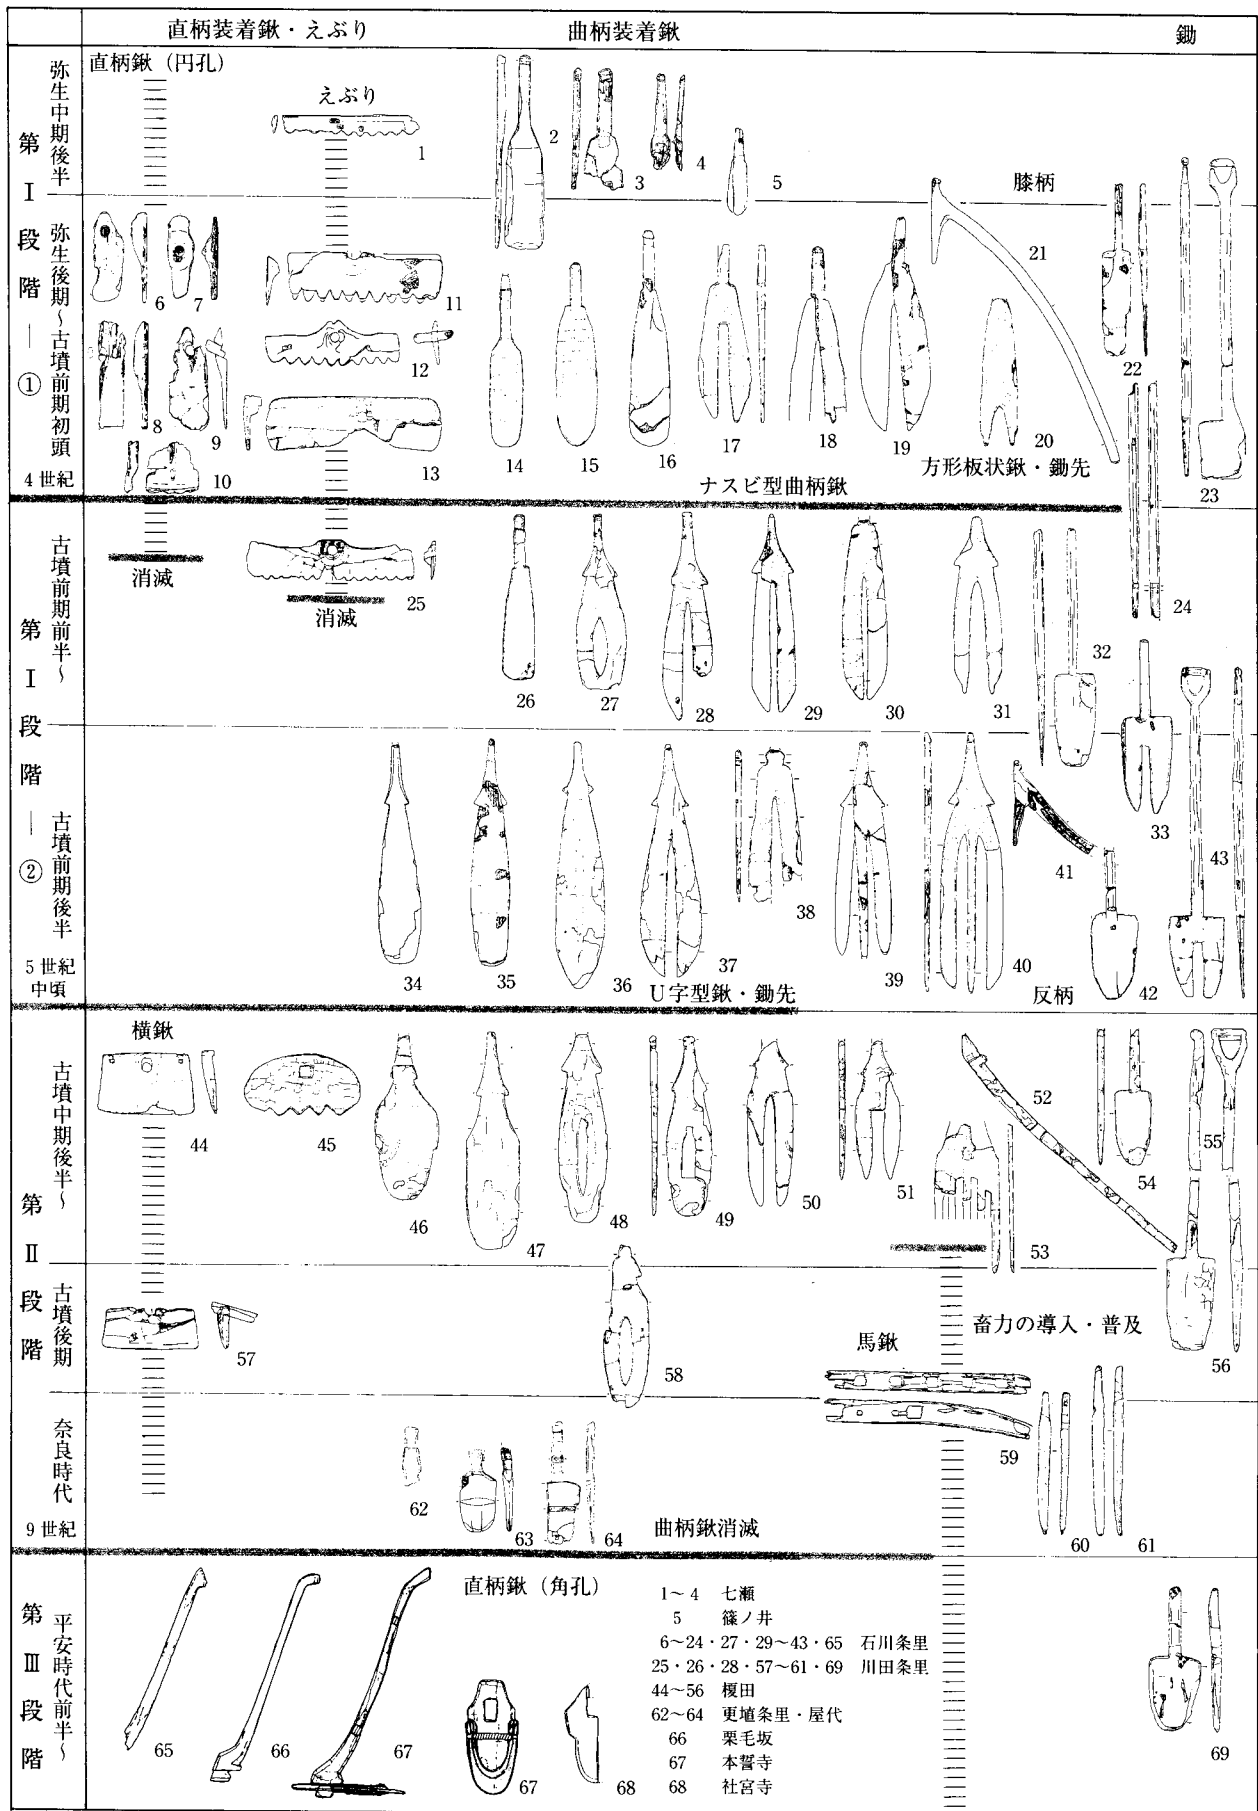 直柄装着鍬・えぶり
曲柄装着鍬
鋤
第Ⅰ段階―①
弥生中期後半
弥生後期～古墳前期初頭
4世紀
直柄鍬（円孔）
えぶり
1
2
3
4
5
膝柄
21
6
7
11
12
8
9
10
13
14
15
16
17
18
19
20
22
23
方形板状鍬・鋤先
ナスビ型曲柄鍬
第Ⅰ段階―②
古墳前期前半～
古墳前期後半
5世紀
中頃
消滅
消滅
25
24
26
27
28
29
30
31
32
33
34
35
36
37
38
39
40
41
42
43
U字型鍬・鋤先
反柄
第Ⅱ段階
古墳中期後半～
古墳後期
奈良時代
9世紀
横鍬
44
45
46
47
48
49
50
51
52
53
54
55
56
57
58
畜力の導入・普及
馬鍬
59
60
61
62
63
64
曲柄鍬消滅
第Ⅲ段階
平安時代前半～
65
66
67
直柄鍬（角孔）
67
68
69
1～4 七瀬
5 篠ノ井
6～24・27・29～43・65 石川条里
25・26・28・57～61・69 川田条里
44～56 榎田
62～64 更埴条里・屋代
66 栗毛坂
67 本誓寺
68 社宮寺